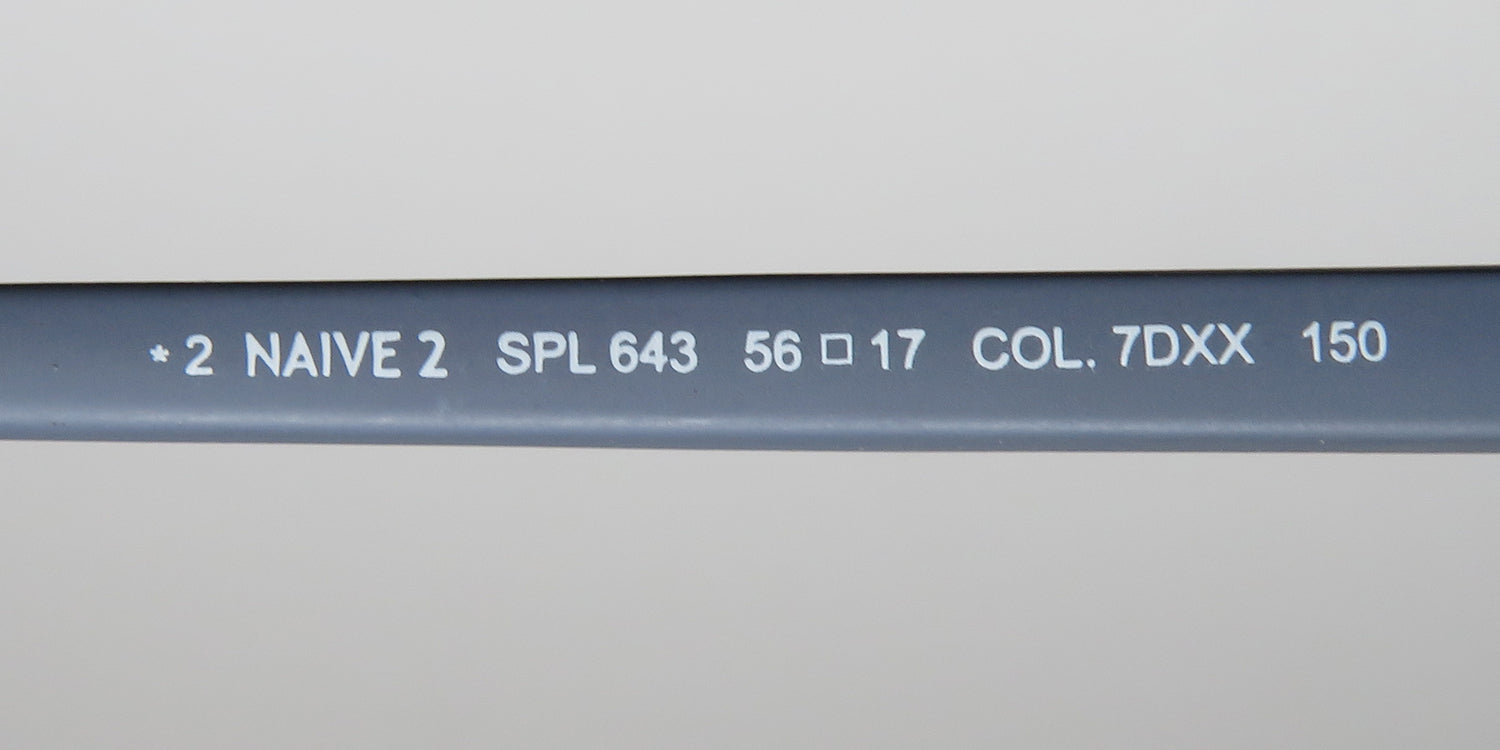 * 2 NAIVE 2 SPL 643 56 □ 17 COL. 7DXX 150